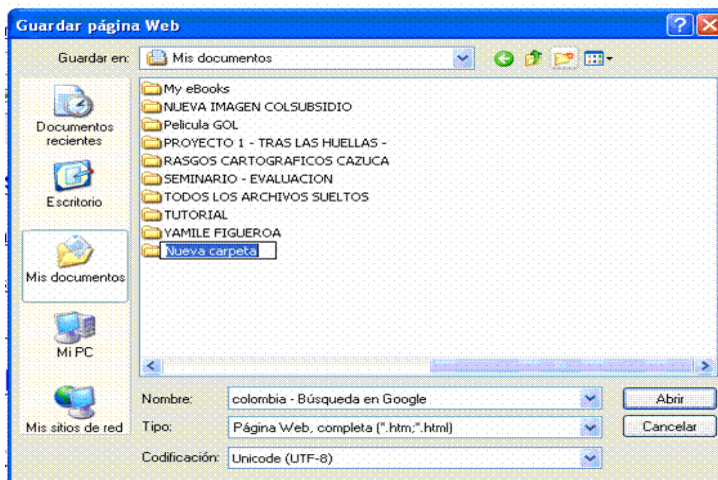 Guardar página Web
Guardar en: Mis documentos
My eBooks
NUEVA IMAGEN COLSUBSIDIO
Pelicula GOL
PROYECTO 1 - TRAS LAS HUELLAS -
RASGOS CARTOGRAFICOS CAZUCA
SEMINARIO - EVALUACION
TODOS LOS ARCHIVOS SUELTOS
TUTORIAL
YAMILE FIGUEROA
Nueva carpeta
Documentos
recientes
Escritorio
Mis documentos
Mi PC
Mis sitios de red
Nombre: colombia - Búsqueda en Google Abrir
Tipo: Página Web, completa (*.htm;*.html) Cancelar
Codificación: Unicode (UTF-8)